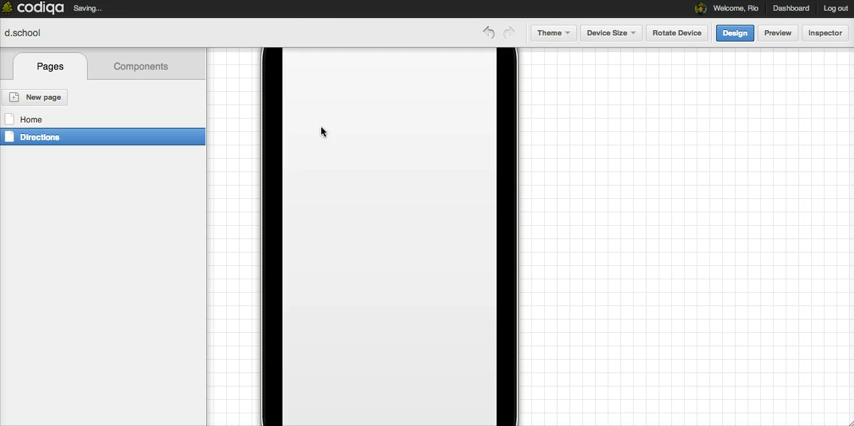 codiqa Saving... Welcome, Rio Dashboard Log out
d.school Theme Device Size Rotate Device Design Preview Inspector
Pages Components
New page
Home
Directions